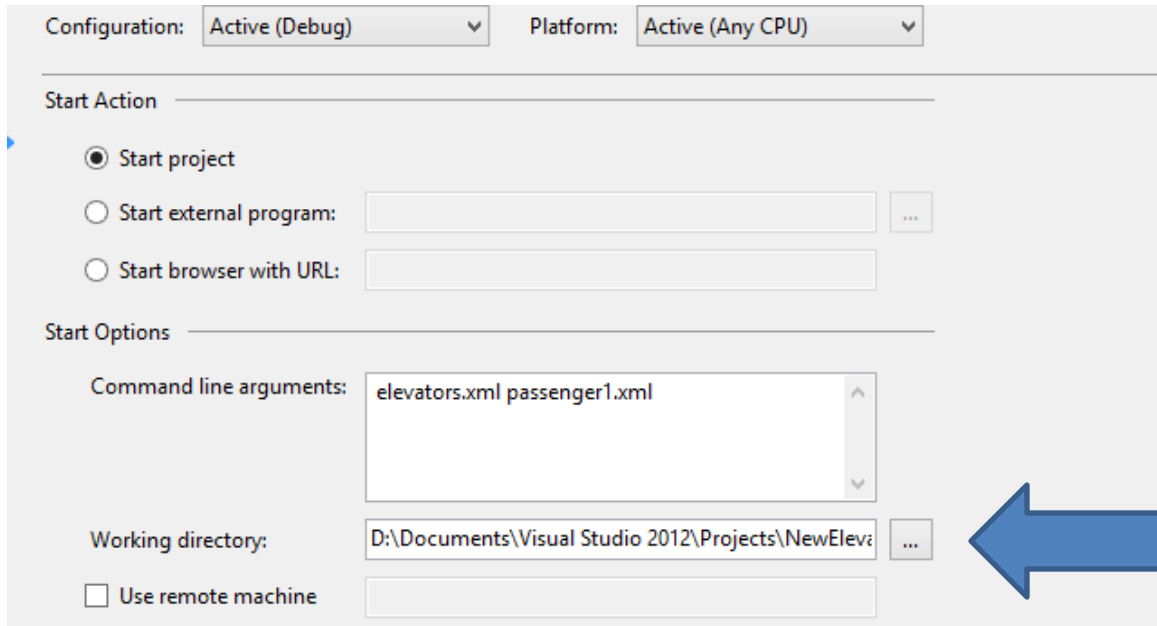 Configuration: Active (Debug) Platform: Active (Any CPU)
Start Action
Start project
Start external program: ...
Start browser with URL:
Start Options
Command line arguments: elevators.xml passenger1.xml
Working directory: D:\Documents\Visual Studio 2012\Projects\NewEleva ...
Use remote machine